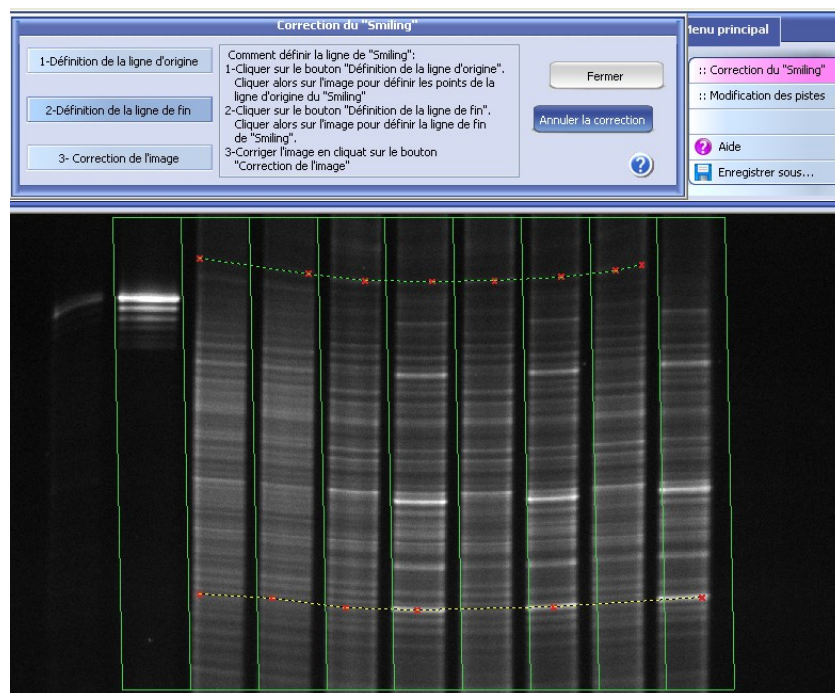 Correction du "Smiling"
1-Définition de la ligne d'origine
2-Définition de la ligne de fin
3- Correction de l'image
Comment définir la ligne de "Smiling":
1-Cliquer sur le bouton "Définition de la ligne d'origine".
Cliquer alors sur l'image pour définir les points de la
ligne d'origine du "Smiling"
2-Cliquer sur le bouton "Définition de la ligne de fin".
Cliquer alors sur l'image pour définir la ligne de fin
de "Smiling".
3-Corriger l'image en cliquat sur le bouton
"Correction de l'image"
Fermer
Annuler la correction
?
Menu principal
:: Correction du "Smiling"
:: Modification des pistes
? Aide
Enregistrer sous...